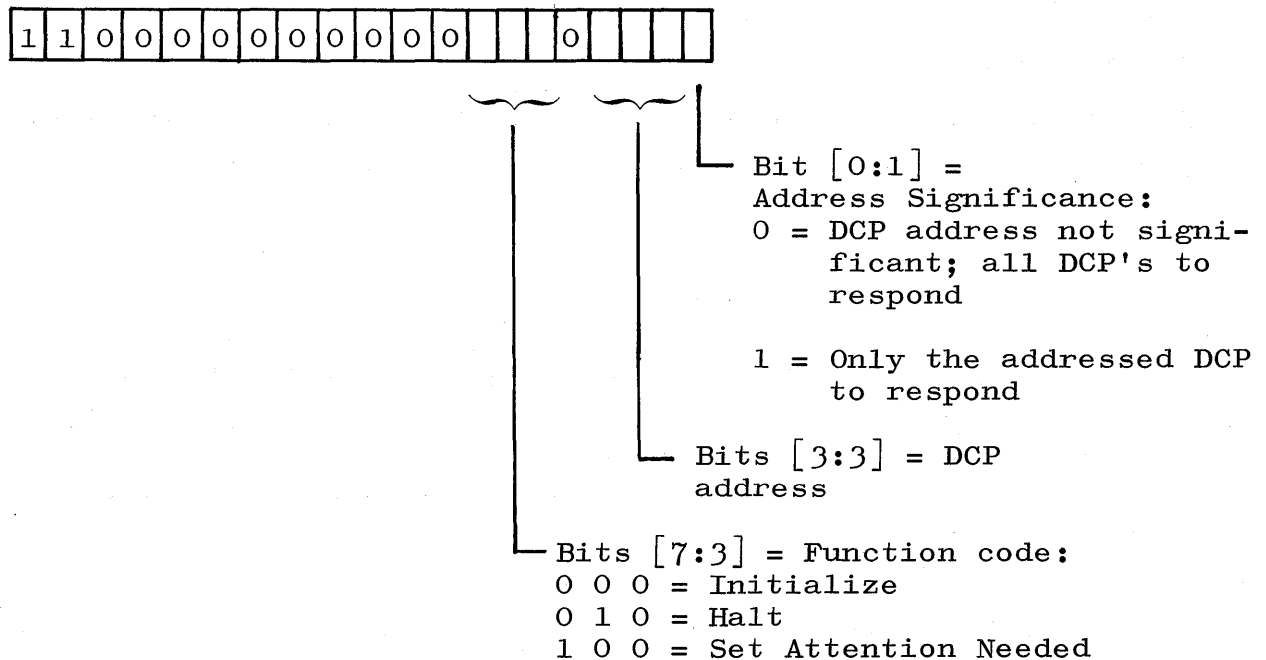 1 1 0 0 0 0 0 0 0 0 0 0 0
Bit [0:1] =
Address Significance:
0 = DCP address not signi-
ficant; all DCP's to
respond
1 = Only the addressed DCP
to respond
Bits [3:3] = DCP
address
Bits [7:3] = Function code:
0 0 0 = Initialize
0 1 0 = Halt
1 0 0 = Set Attention Needed